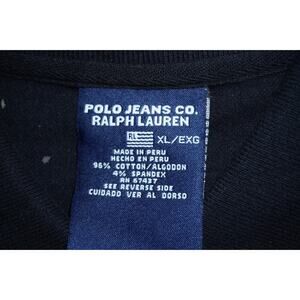 POLO JEANS CO.
RALPH LAUREN
RL XL/EXG
MADE IN PERU
HECHO EN PERU
96% COTTON/ALGODON
4% SPANDEX
RN 67437
SEE REVERSE SIDE
CUIDADO VER AL DORSO